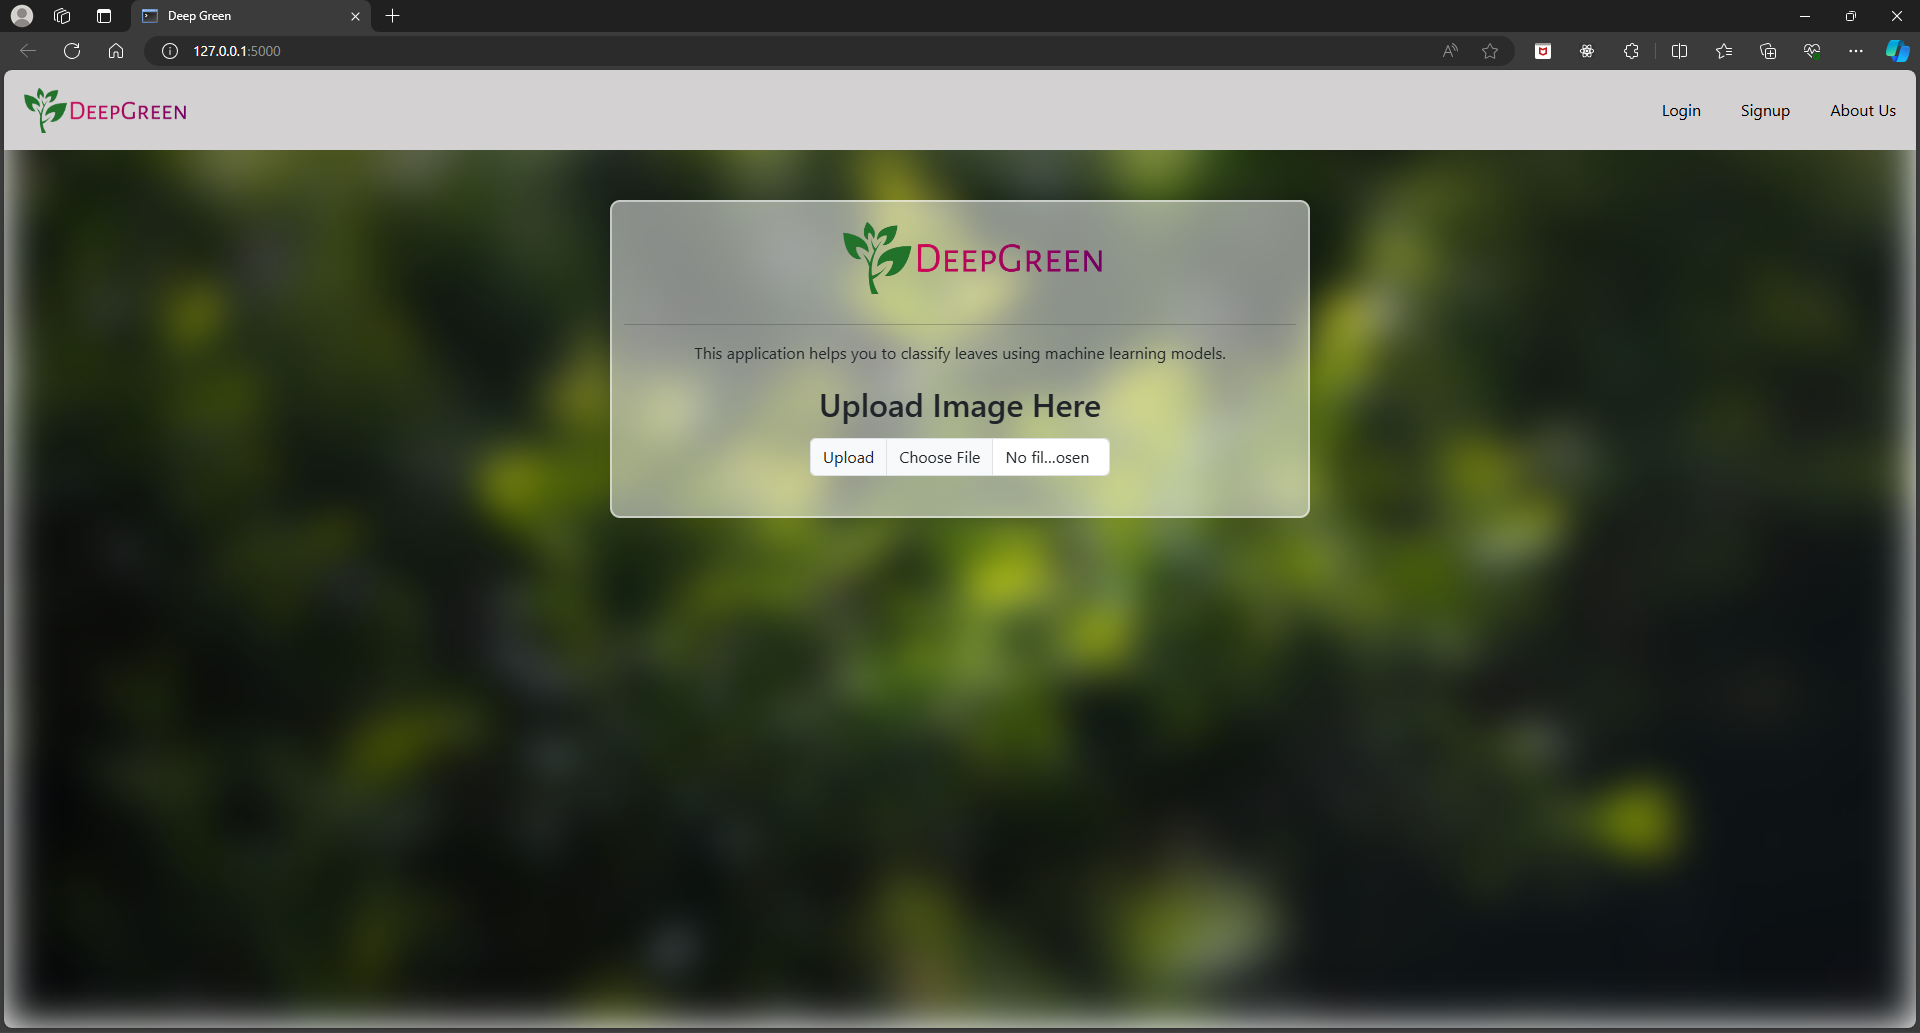 Deep Green
127.0.0.1:5000
DEEPGREEN
Login Signup About Us
DEEPGREEN
This application helps you to classify leaves using machine learning models.
Upload Image Here
Upload Choose File No fil...osen